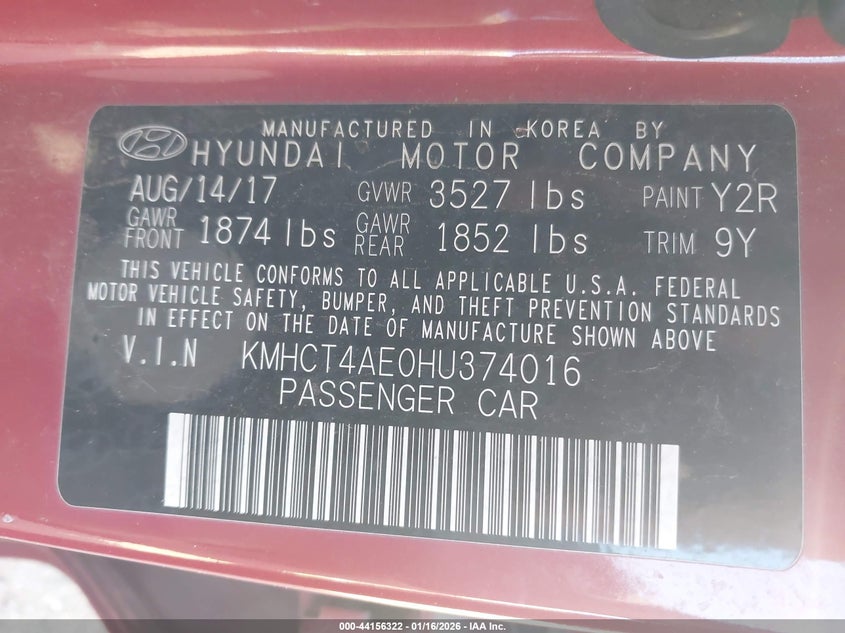 MANUFACTURED IN KOREA BY
HYUNDAI MOTOR COMPANY
AUG/14/17 GVWR 3527 lbs PAINT Y2R
GAWR FRONT 1874 lbs GAWR REAR 1852 lbs TRIM 9Y
THIS VEHICLE CONFORMS TO ALL APPLICABLE U.S.A. FEDERAL
MOTOR VEHICLE SAFETY, BUMPER, AND THEFT PREVENTION STANDARDS
IN EFFECT ON THE DATE OF MANUFACTURE SHOWN ABOVE
V.I.N KMHCT4AE0HU374016
PASSENGER CAR
000-44156322 - 01/16/2026 - IAA Inc.